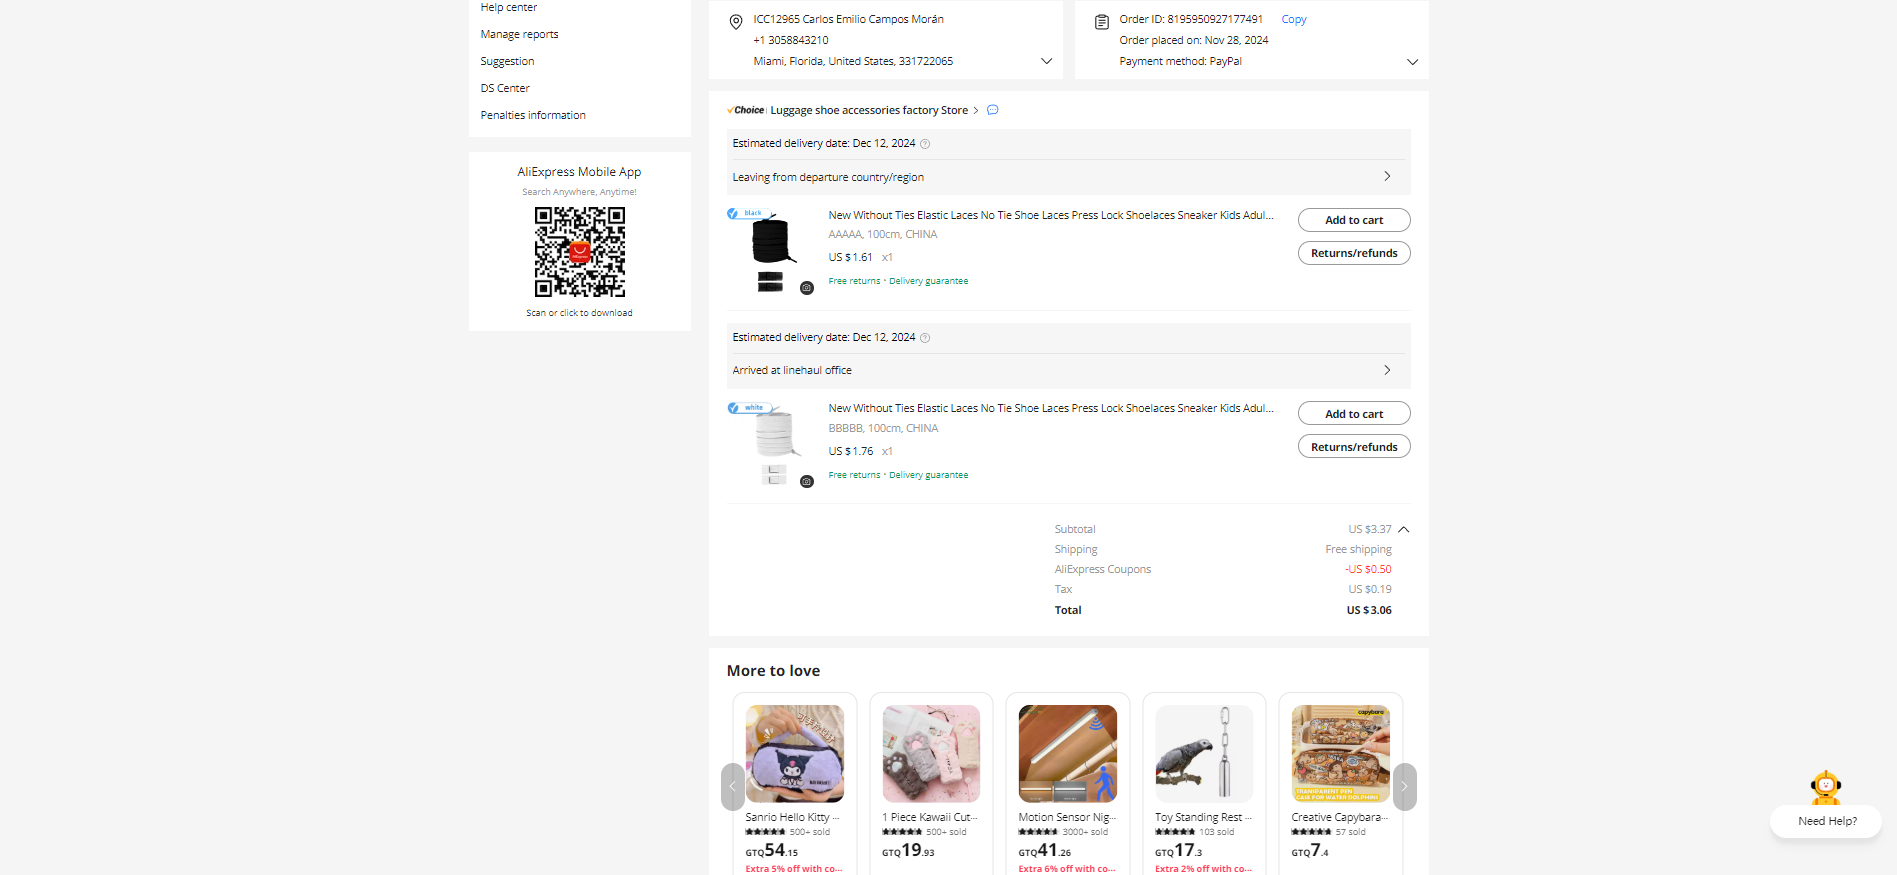 Help center
Manage reports
Suggestion
DS Center
Penalties information
AliExpress Mobile App
Search Anywhere, Anytime!
AliExpress
Scan or click to download
ICC12965 Carlos Emilio Campos Morán
+1 3058843210
Miami, Florida, United States, 331722065
Order ID: 8195950927177491 Copy
Order placed on: Nov 28, 2024
Payment method: PayPal
Choice Luggage shoe accessories factory Store
Estimated delivery date: Dec 12, 2024
Leaving from departure country/region
black
New Without Ties Elastic Laces No Tie Shoe Laces Press Lock Shoelaces Sneaker Kids Adul...
AAAAA, 100cm, CHINA
US $1.61 x1
Free returns · Delivery guarantee
Add to cart
Returns/refunds
Estimated delivery date: Dec 12, 2024
Arrived at linehaul office
white
New Without Ties Elastic Laces No Tie Shoe Laces Press Lock Shoelaces Sneaker Kids Adul...
BBBBB, 100cm, CHINA
US $1.76 x1
Free returns · Delivery guarantee
Add to cart
Returns/refunds
Subtotal US $3.37
Shipping Free shipping
AliExpress Coupons -US $0.50
Tax US $0.19
Total US $3.06
More to love
Sanrio Hello Kitty ...
500+ sold
GTQ54.15
Extra 5% off with co...
1 Piece Kawaii Cut...
500+ sold
GTQ19.93
Motion Sensor Nig...
3000+ sold
GTQ41.26
Extra 6% off with co...
Toy Standing Rest ...
103 sold
GTQ17.3
Extra 2% off with co...
capybara
TRANSPARENT PEN
CASE FOR WATER DOLPHINS
Creative Capybara...
57 sold
GTQ7.4
Need Help?